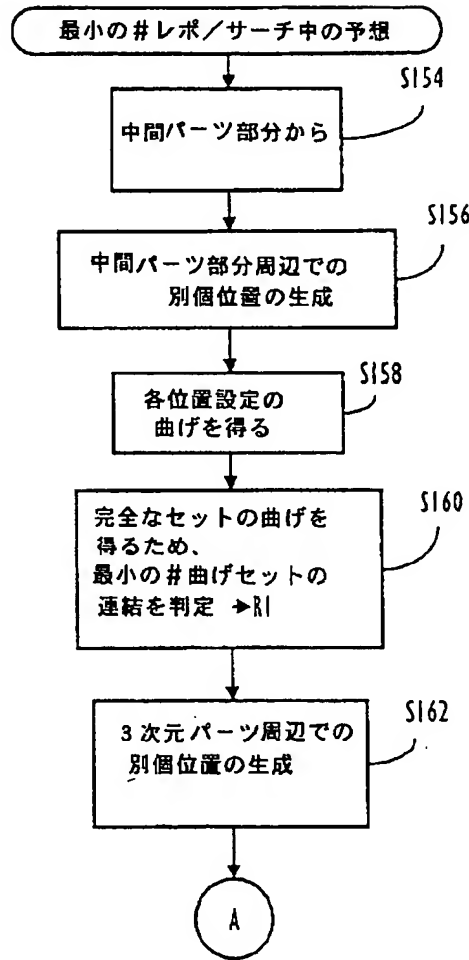 最小の#レポ/サーチ中の予想
S154
中間パーツ部分から
S156
中間パーツ部分周辺での
別個位置の生成
S158
各位置設定の
曲げを得る
S160
完全なセットの曲げを
得るため、
最小の#曲げセットの
連結を判定 →R1
S162
3次元パーツ周辺での
別個位置の生成
A